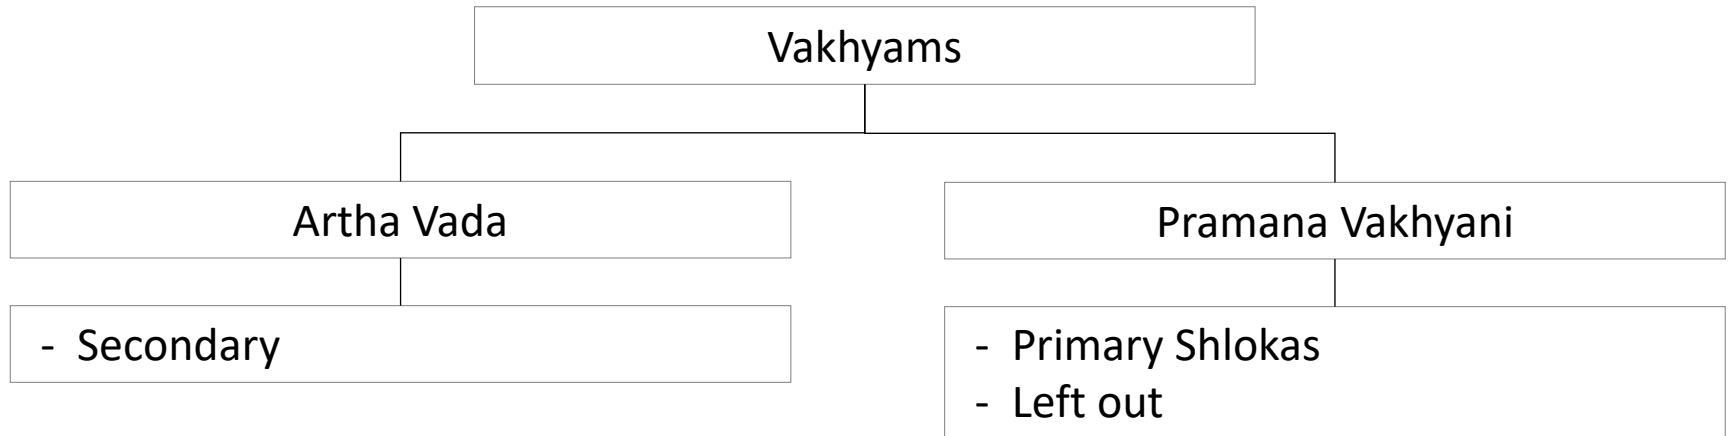 Vakhyams
Artha Vada
Pramana Vakhyani
- Secondary
- Primary Shlokas
- Left out